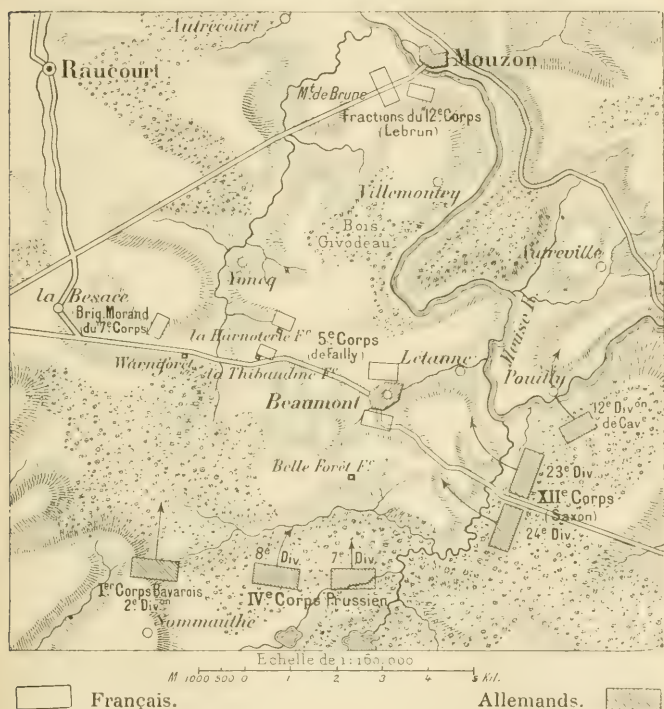 Autrecourt
Raucourt
Mouzon
Mt. de Brune
Fractions du 12e Corps
(Lebrun)
Villemontry
Bois
Givodeau
Autreville
Yoncq
la Besace
Brig. Morand
du 7e Corps
la Harnoterie Fe
5e Corps
(de Failly)
Létanne
Meuse R.
Warniforêt
la Thibaudine Fe
Pouilly
Beaumont
12e Divon
de Cav.
Belle Forêt Fe
23e Div.
XIIe Corps
(Saxon)
24e Div.
8e Div.
7e Div.
Ier Corps Bavarois
2e Divon
IVe Corps Prussien
Sommauthe
Echelle de 1:160.000
M 1000 500 0 1 2 3 4 5 Kil.
Français.
Allemands.